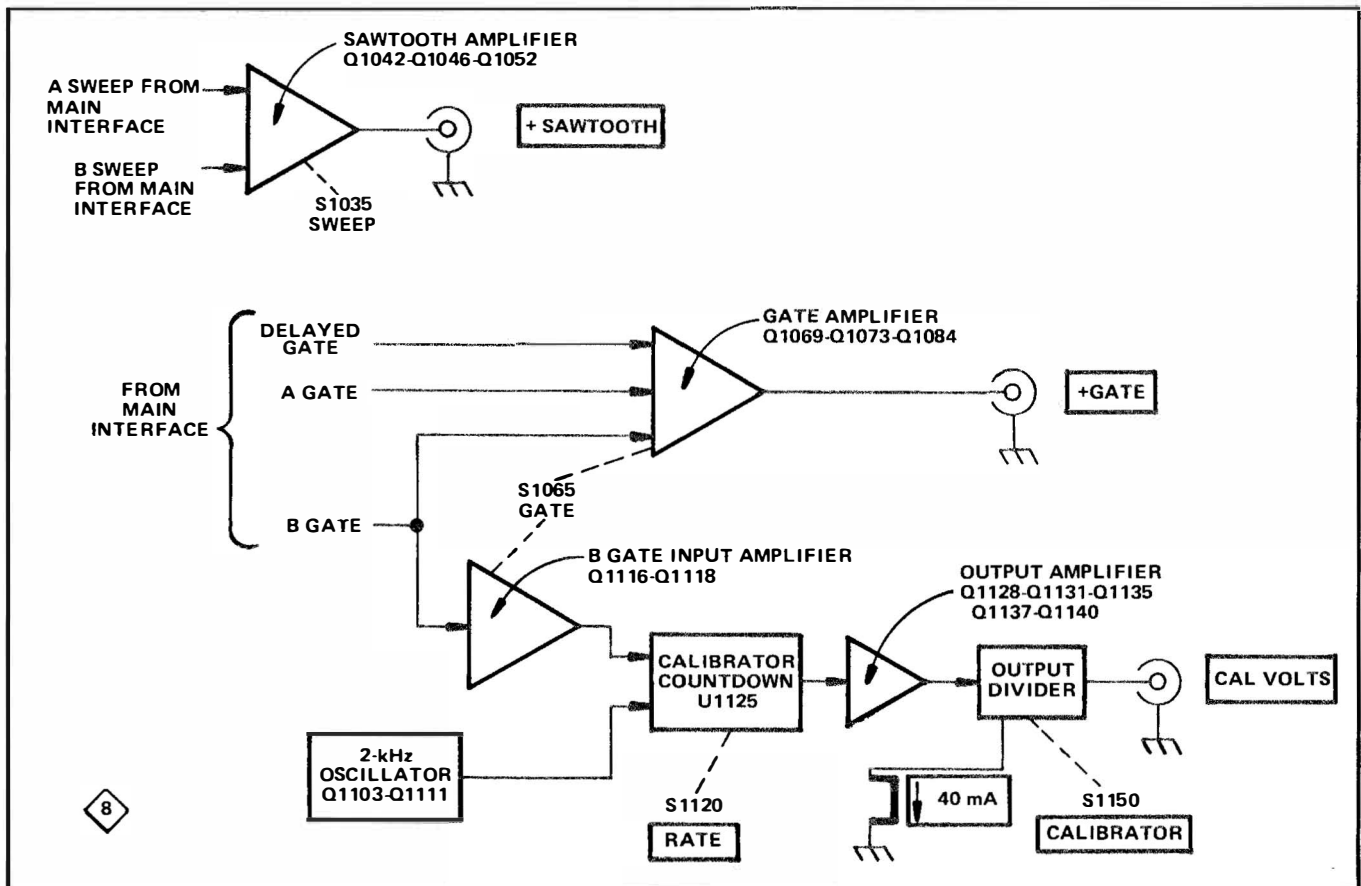 SAWTOOTH AMPLIFIER
Q1042-Q1046-Q1052
A SWEEP FROM
MAIN
INTERFACE
+ SAWTOOTH
B SWEEP
FROM MAIN
INTERFACE
S1035
SWEEP
GATE AMPLIFIER
Q1069-Q1073-Q1084
DELAYED
GATE
FROM
MAIN
INTERFACE
A GATE
+GATE
S1065
GATE
B GATE
B GATE INPUT AMPLIFIER
Q1116-Q1118
OUTPUT AMPLIFIER
Q1128-Q1131-Q1135
Q1137-Q1140
CALIBRATOR
COUNTDOWN
U1125
OUTPUT
DIVIDER
CAL VOLTS
2-kHz
OSCILLATOR
Q1103-Q1111
8
S1120
RATE
40 mA
S1150
CALIBRATOR